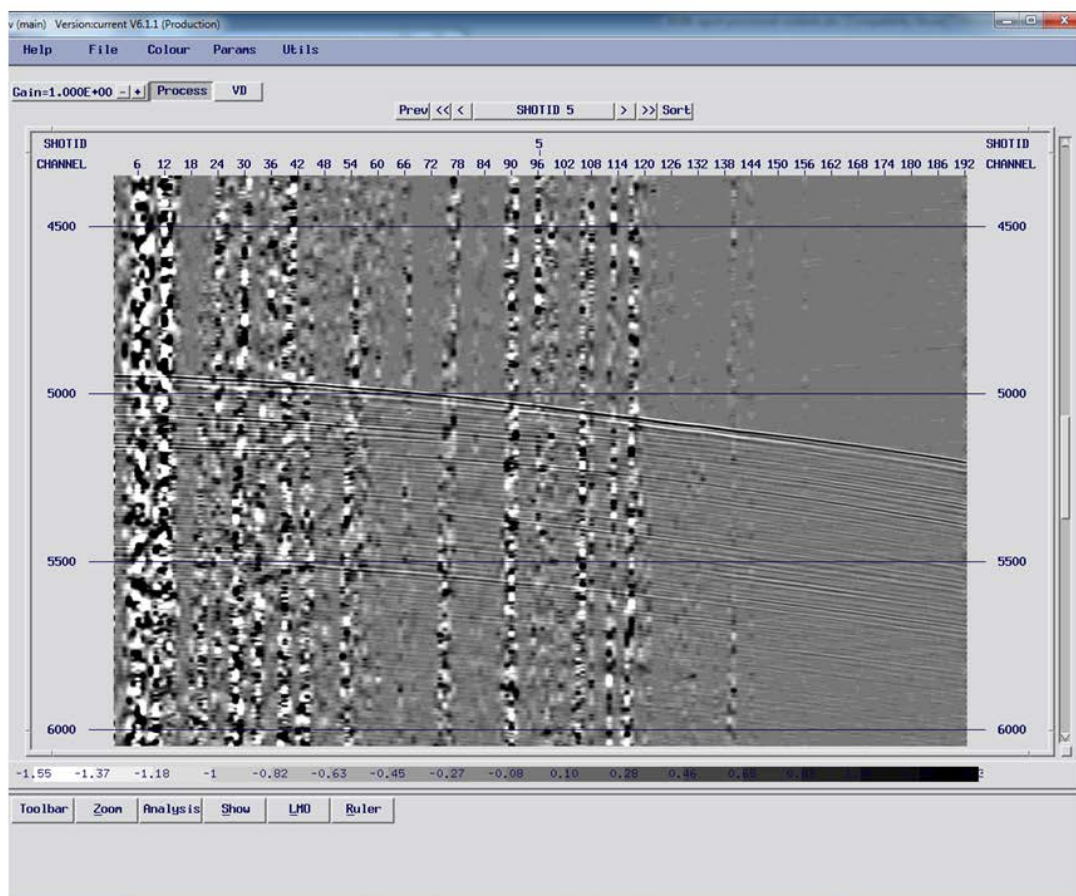 v (main) Version:current V6.1.1 (Production)
Help File Colour Params Utils
Gain=1.000E+00 - + Process VD
Prev << < SHOTID 5 > >> Sort
SHOTID 5 SHOTID
CHANNEL 6 12 18 24 30 36 42 48 54 60 66 72 78 84 90 96 102 108 114 120 126 132 138 144 150 156 162 168 174 180 186 192 CHANNEL
4500 4500
5000 5000
5500 5500
6000 6000
-1.55 -1.37 -1.18 -1 -0.82 -0.63 -0.45 -0.27 -0.08 0.10 0.28 0.46
Toolbar Zoom Analysis Show LMO Ruler